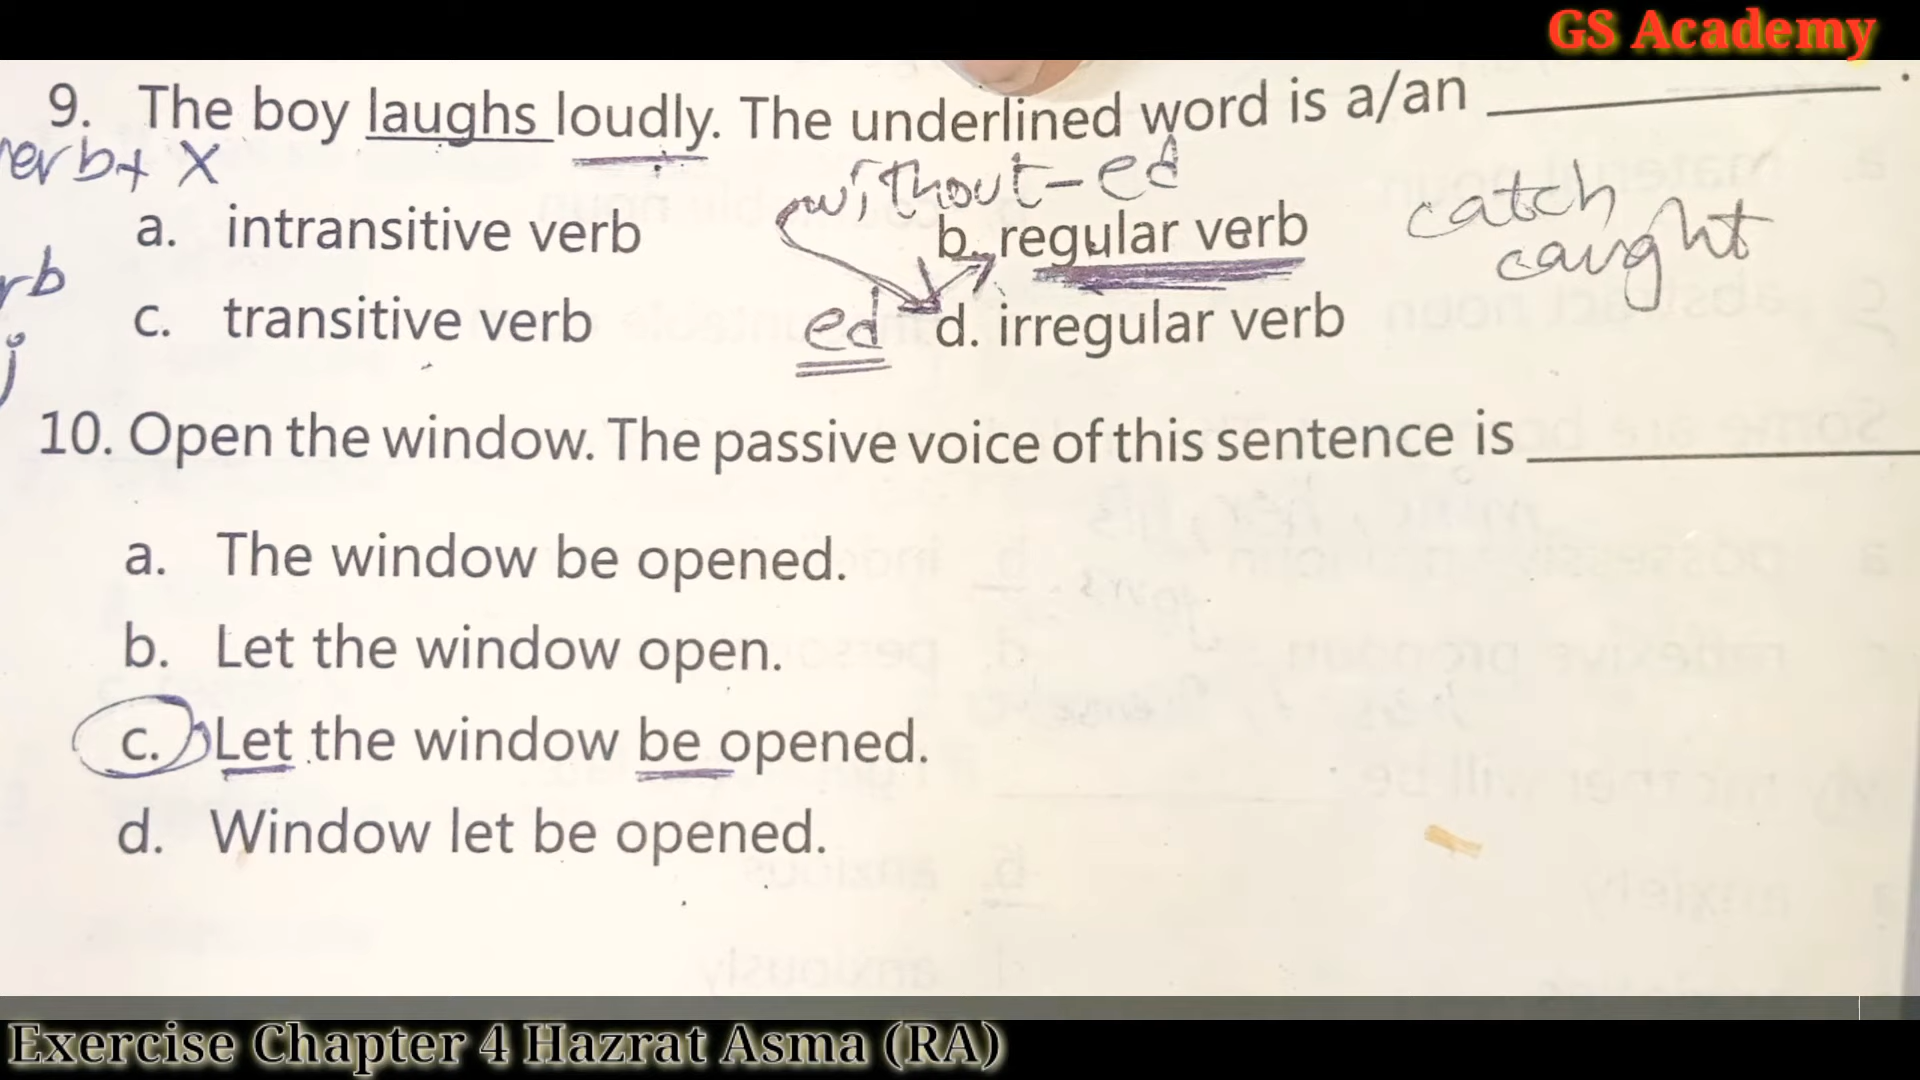 GS Academy
9. The boy laughs loudly. The underlined word is a/an __________.
verb + X
without - ed
a. intransitive verb b. regular verb
catch
caught
rb
c. transitive verb ed d. irregular verb
j
10. Open the window. The passive voice of this sentence is __________
a. The window be opened.
b. Let the window open.
c. Let the window be opened.
d. Window let be opened.
Exercise Chapter 4 Hazrat Asma (RA)